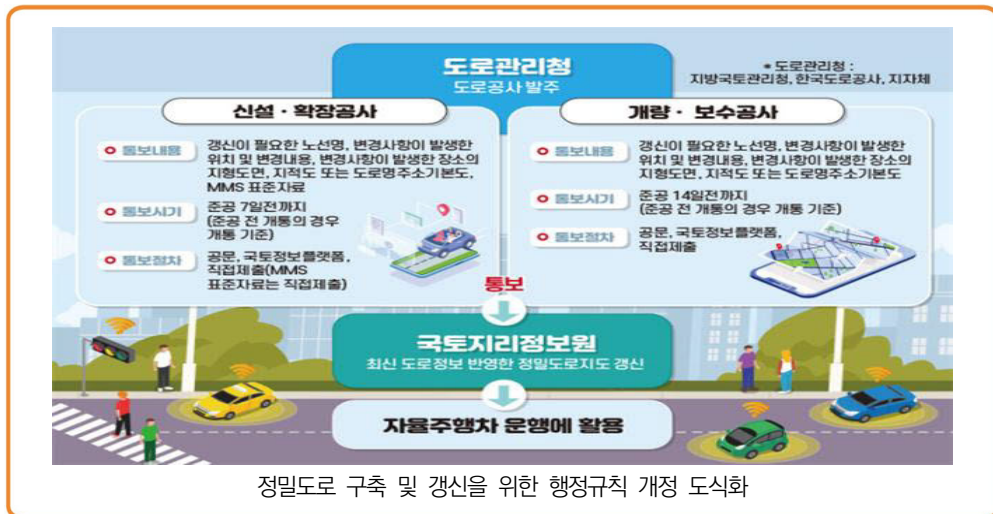 도로관리청
도로공사 발주
* 도로관리청 :
지방국토관리청, 한국도로공사, 지자체
신설 · 확장공사
통보내용
갱신이 필요한 노선명, 변경사항이 발생한
위치 및 변경내용, 변경사항이 발생한 장소의
지형도면, 지적도 또는 도로명주소기본도,
MMS 표준자료
통보시기
준공 7일전까지
(준공 전 개통의 경우
개통 기준)
통보절차
공문, 국토정보플랫폼,
직접제출(MMS
표준자료는 직접제출)
개량 · 보수공사
통보내용
갱신이 필요한 노선명, 변경사항이 발생한
위치 및 변경내용, 변경사항이 발생한 장소의
지형도면, 지적도 또는 도로명주소기본도
통보시기
준공 14일전까지
(준공 전 개통의 경우 개통 기준)
통보절차
공문, 국토정보플랫폼,
직접제출
통보
국토지리정보원
최신 도로정보 반영한 정밀도로지도 갱신
자율주행차 운행에 활용
정밀도로 구축 및 갱신을 위한 행정규칙 개정 도식화